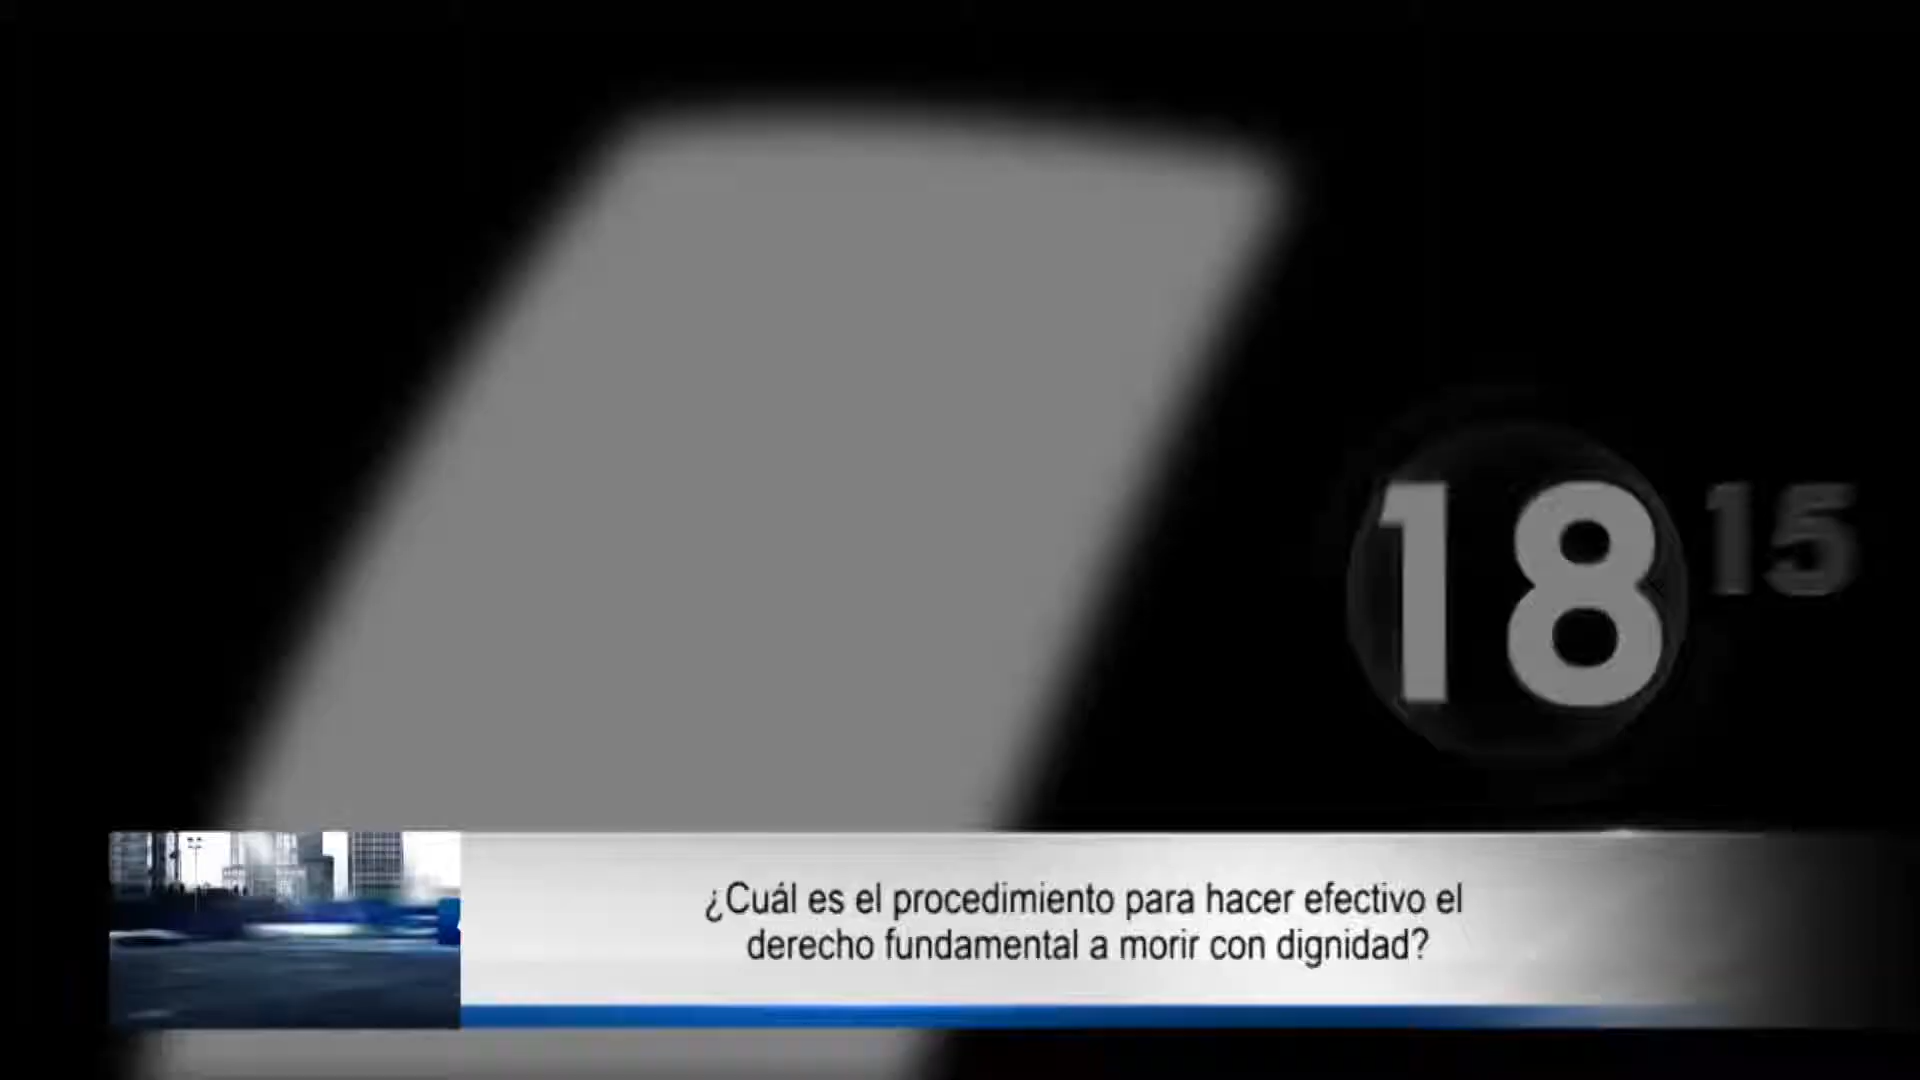 18 15
¿Cuál es el procedimiento para hacer efectivo el
derecho fundamental a morir con dignidad?